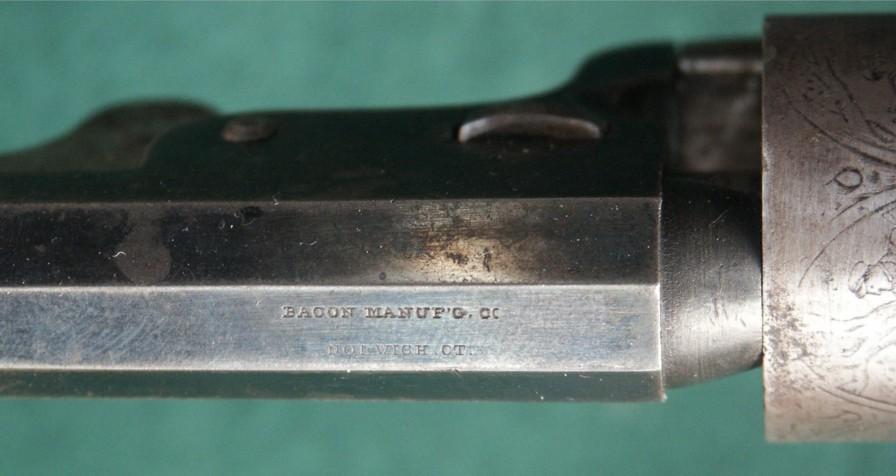 BACON MANUF'G. CO
NORWICH CT.